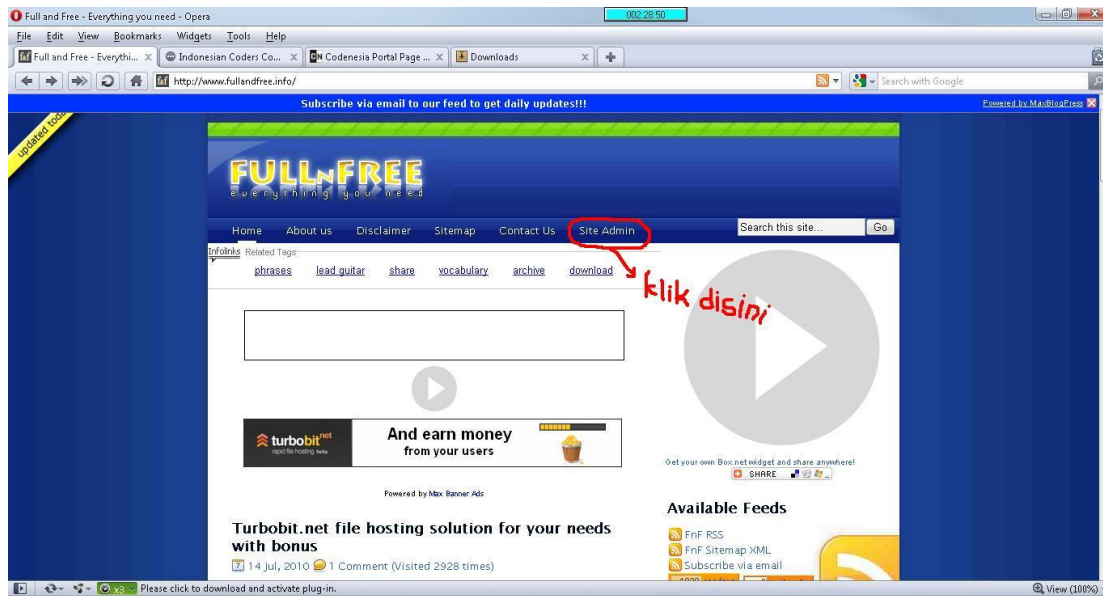 Full and Free - Everything you need - Opera
002:28:50
File Edit View Bookmarks Widgets Tools Help
Full and Free - Everythi... Indonesian Coders Co... Codenesia Portal Page ... Downloads
http://www.fullandfree.info/ Search with Google
Subscribe via email to our feed to get daily updates!!! Powered by MaxBlogPress
updated today
FULLnFREE
everything you need
Home About us Disclaimer Sitemap Contact Us Site Admin Search this site... Go
Infolinks Related Tags
phrases lead guitar share vocabulary archive download
klik disini
turbobit.net
rapid file hosting beta
And earn money
from your users
Powered by Max Banner Ads
Get your own Box.net widget and share anywhere!
SHARE
Turbobit.net file hosting solution for your needs
with bonus
14 Jul, 2010 1 Comment (Visited 2928 times)
Available Feeds
FnF RSS
FnF Sitemap XML
Subscribe via email
x3 Please click to download and activate plug-in. View (100%)